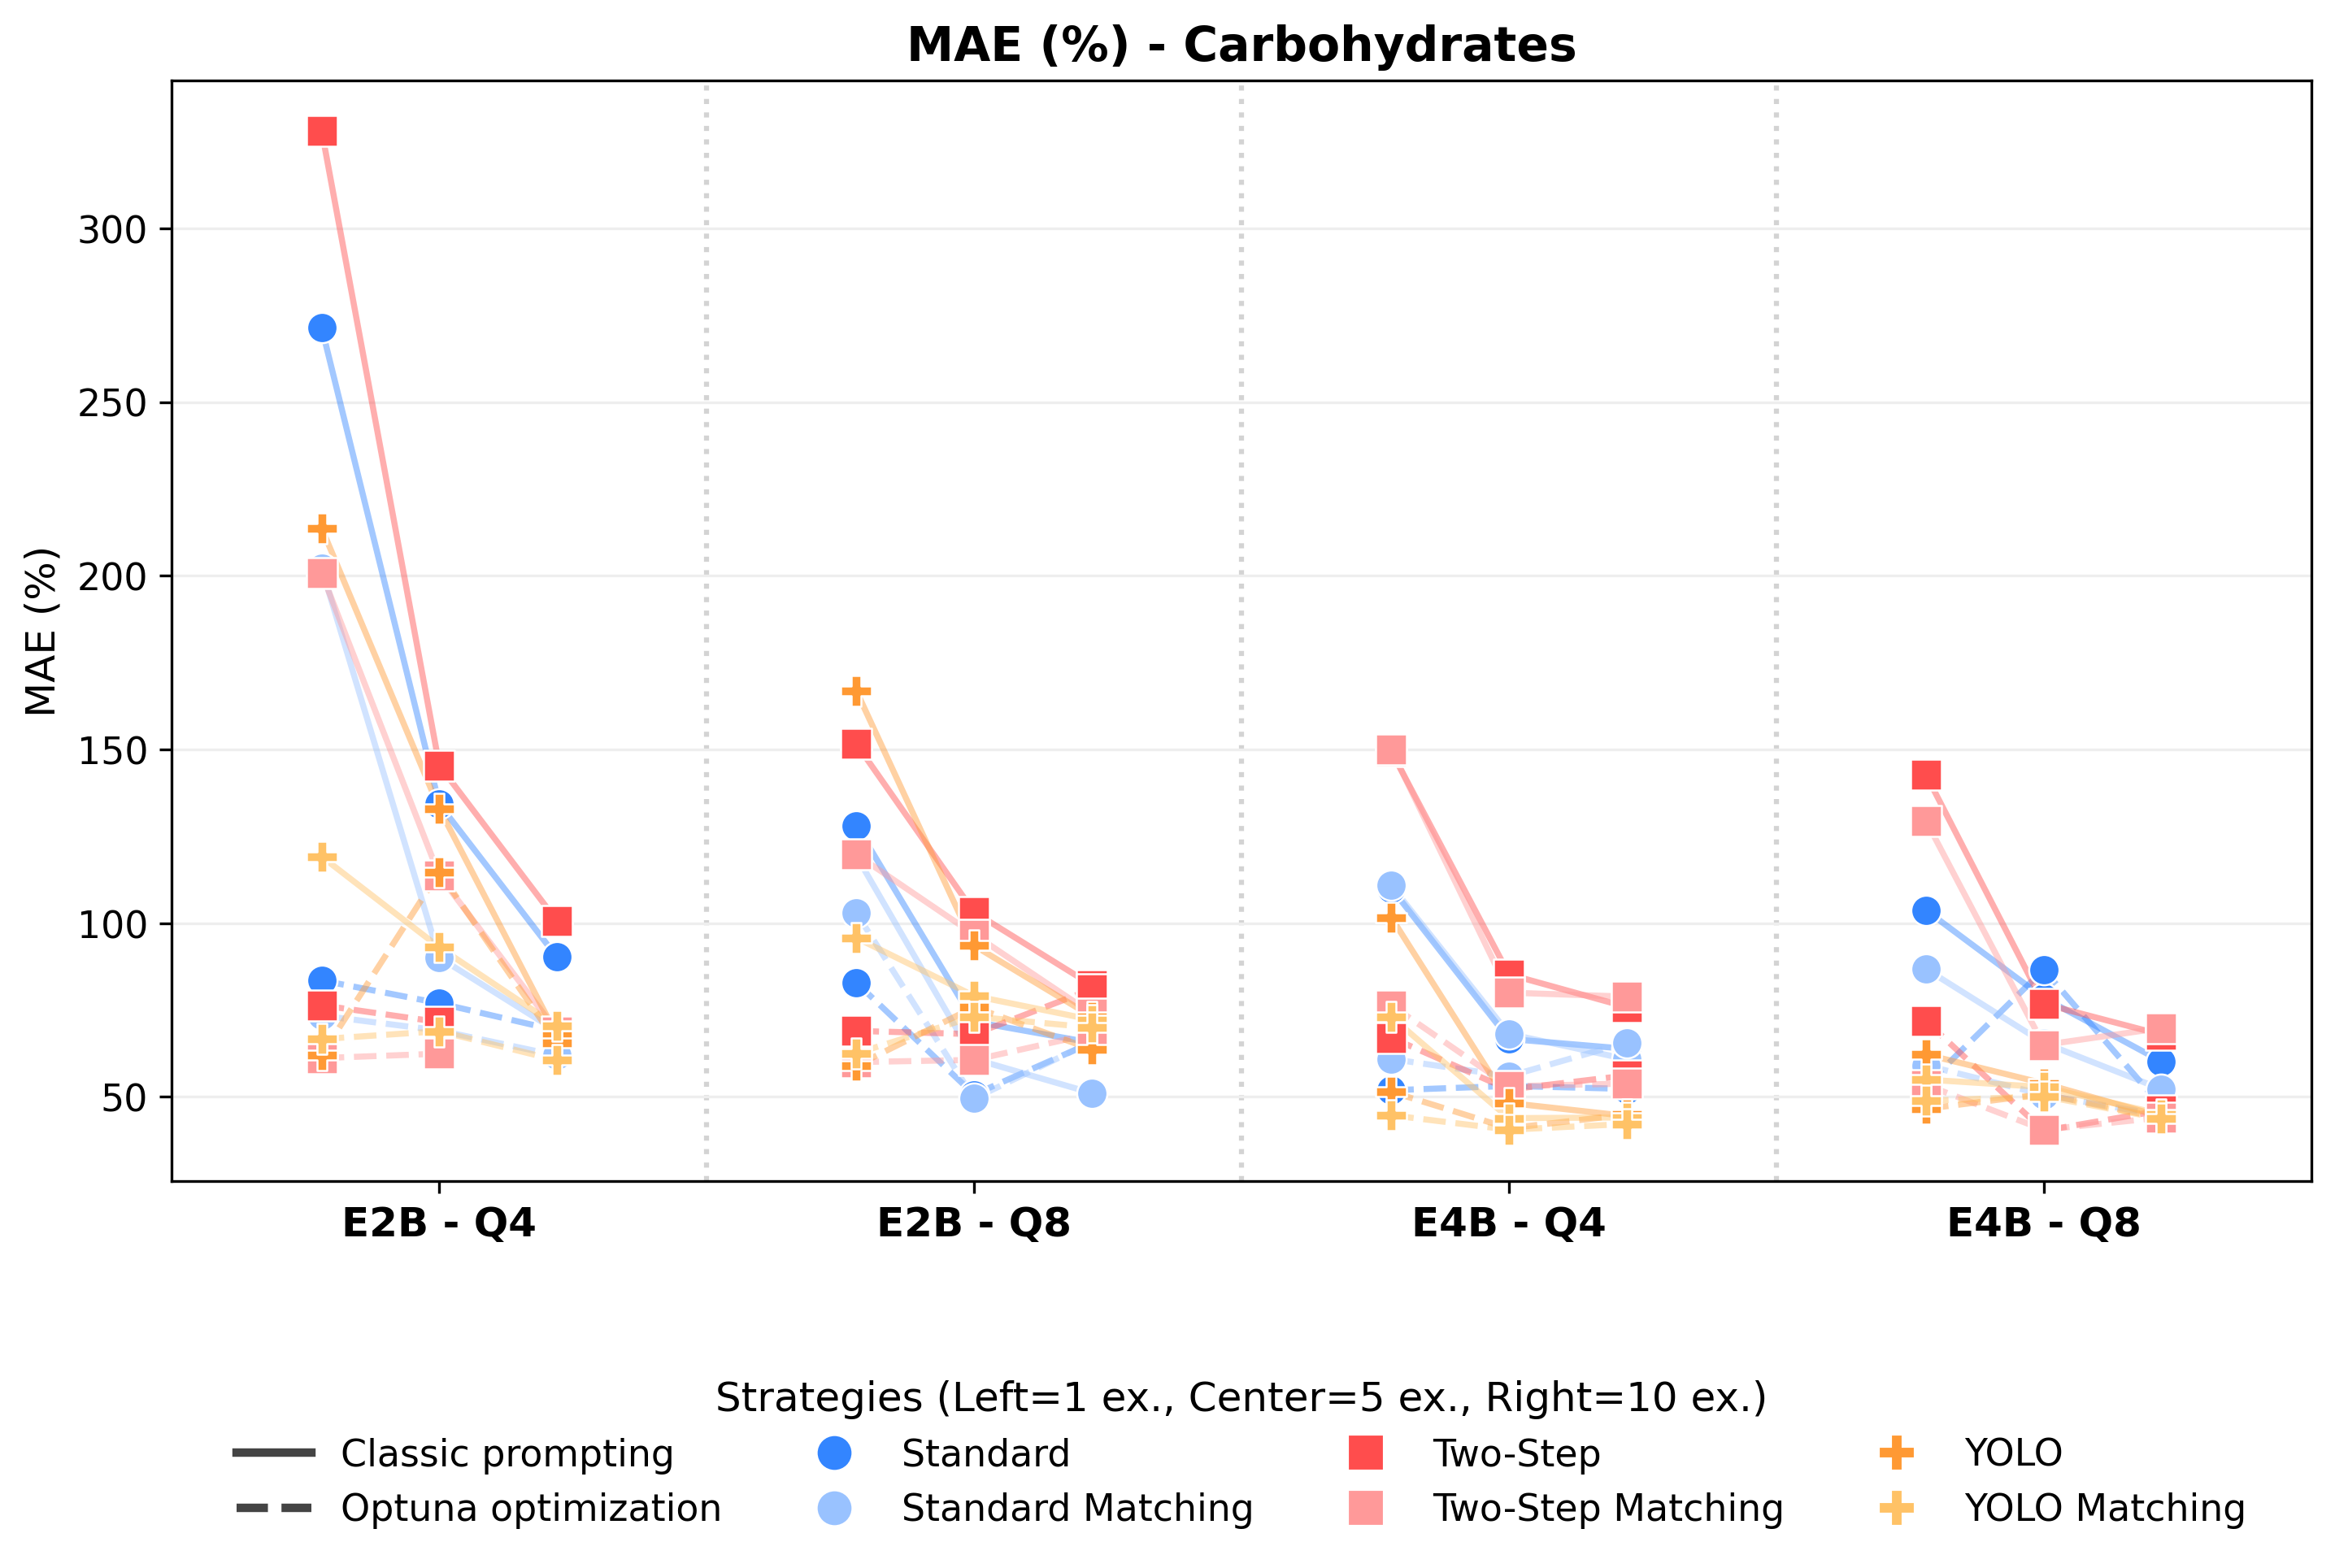 MAE (%) - Carbohydrates
MAE (%)
300
250
200
150
100
50
E2B - Q4
E2B - Q8
E4B - Q4
E4B - Q8
Strategies (Left=1 ex., Center=5 ex., Right=10 ex.)
Classic prompting
Optuna optimization
Standard
Standard Matching
Two-Step
Two-Step Matching
YOLO
YOLO Matching